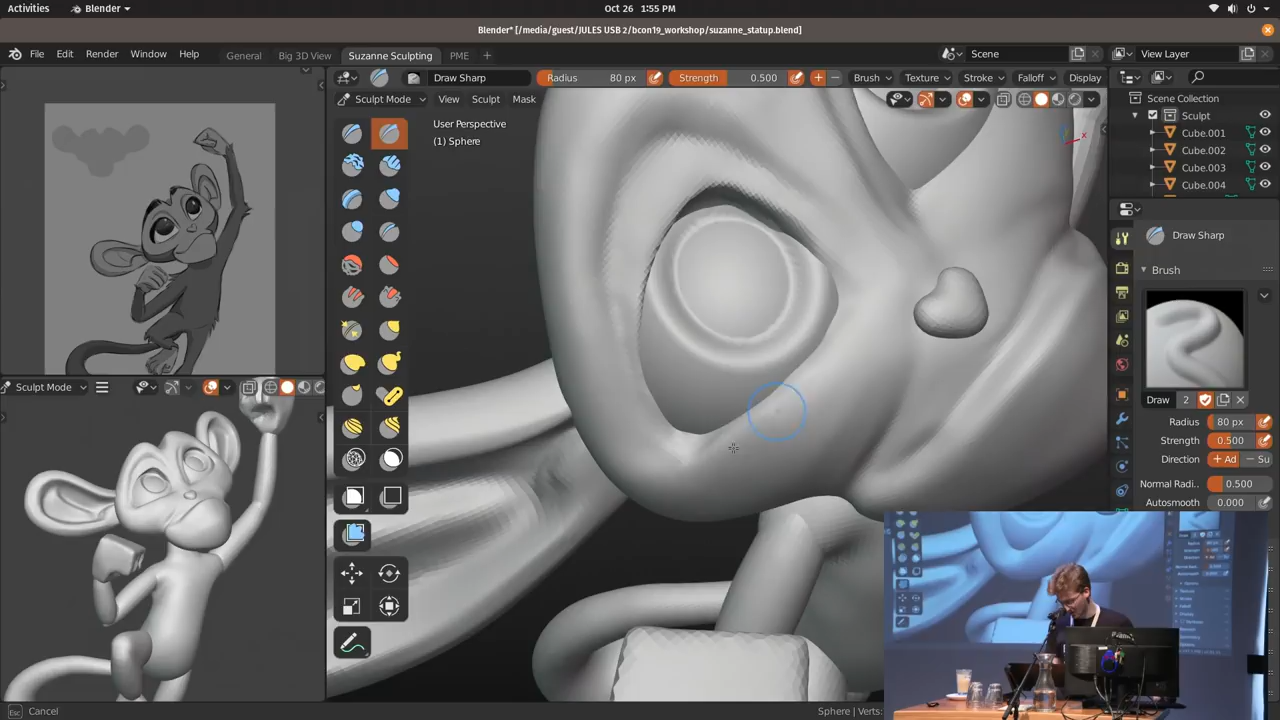 Activities Blender Oct 26 1:55 PM
Blender* [/media/guest/JULES USB 2/bcon19_workshop/suzanne_statup.blend]
File Edit Render Window Help General Big 3D View Suzanne Sculpting PME + Scene View Layer
Draw Sharp Radius 80 px Strength 0.500 Brush Texture Stroke Falloff Display
Sculpt Mode View Sculpt Mask
Scene Collection
Sculpt
Cube.001
Cube.002
Cube.003
Cube.004
User Perspective
(1) Sphere
x
Draw Sharp
Brush
Sculpt Mode
Draw 2
Radius 80 px
Strength 0.500
Direction + Ad − Su
Normal Radi.. 0.500
Autosmooth 0.000
Esc Cancel
Sphere | Verts: